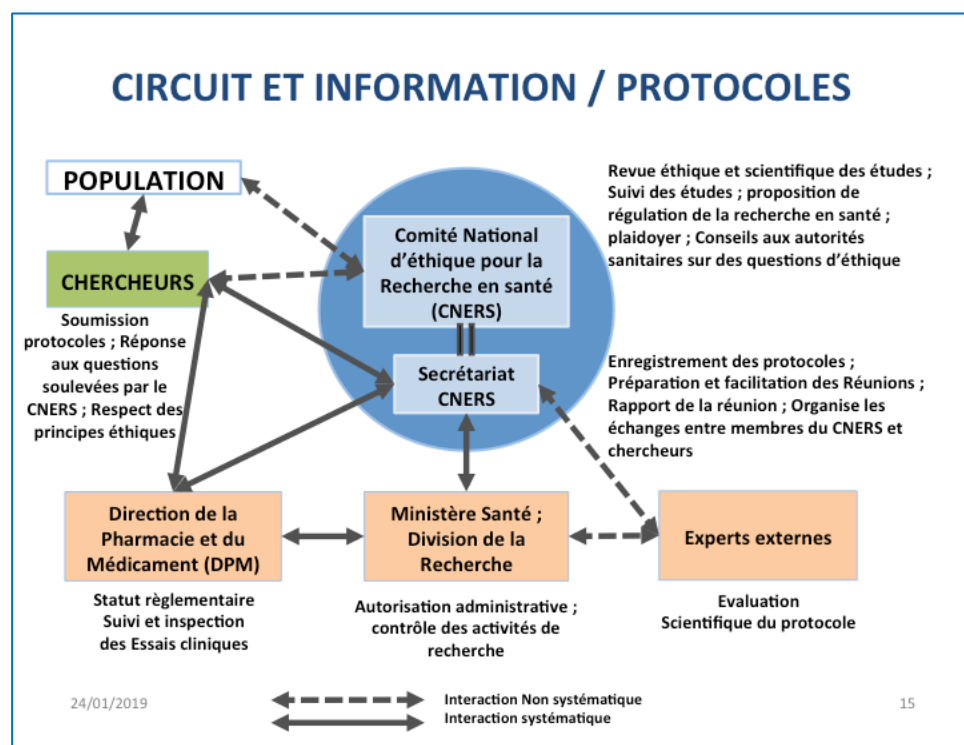 CIRCUIT ET INFORMATION / PROTOCOLES
POPULATION
CHERCHEURS
Soumission
protocoles ; Réponse
aux questions
soulevées par le
CNERS ; Respect des
principes éthiques
Comité National
d'éthique pour la
Recherche en santé
(CNERS)
Secrétariat
CNERS
Revue éthique et scientifique des études ;
Suivi des études ; proposition de
régulation de la recherche en santé ;
plaidoyer ; Conseils aux autorités
sanitaires sur des questions d'éthique
Enregistrement des protocoles ;
Préparation et facilitation des Réunions ;
Rapport de la réunion ; Organise les
échanges entre membres du CNERS et
chercheurs
Direction de la
Pharmacie et du
Médicament (DPM)
Statut règlementaire
Suivi et inspection
des Essais cliniques
Ministère Santé ;
Division de la
Recherche
Autorisation administrative ;
contrôle des activités de
recherche
Experts externes
Evaluation
Scientifique du protocole
24/01/2019
Interaction Non systématique
Interaction systématique
15